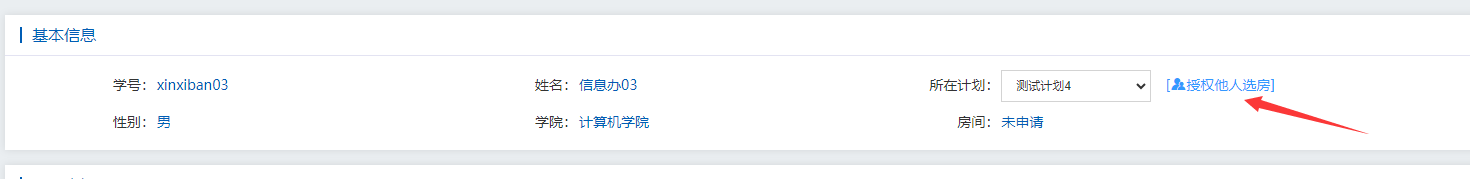 基本信息
学号： xinxiban03 姓名： 信息办03 所在计划： 测试计划4 [授权他人选房]
性别： 男 学院： 计算机学院 房间： 未申请